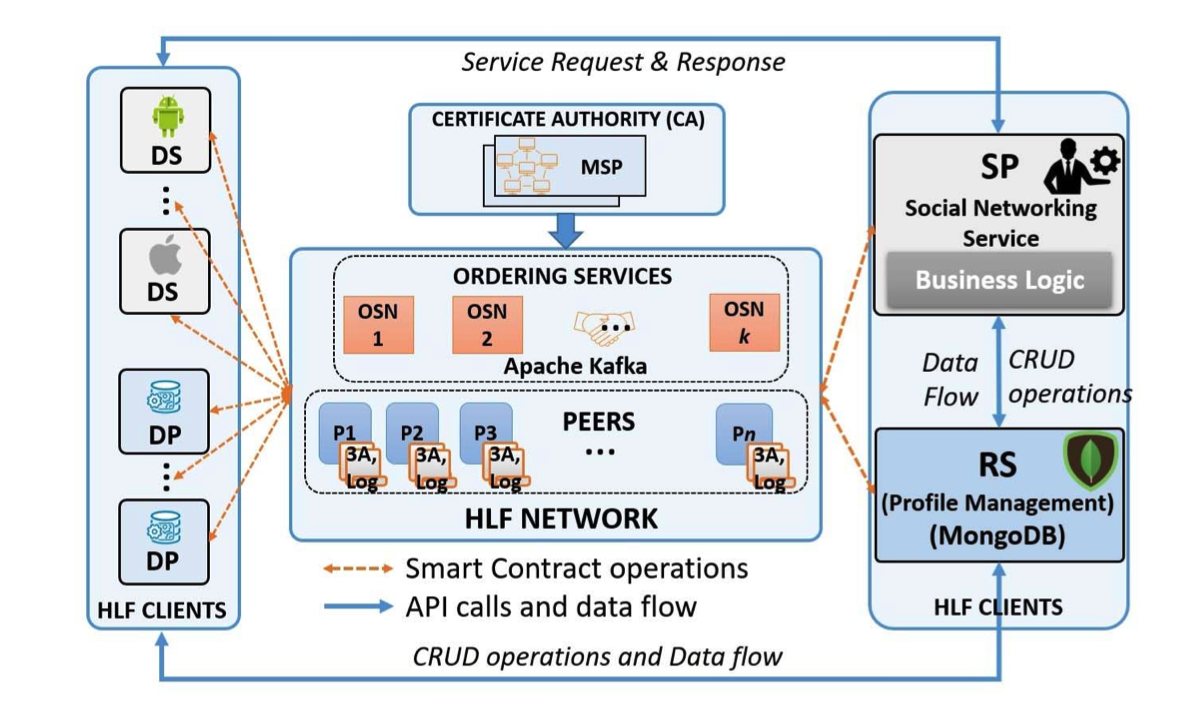 Service Request & Response
DS
DS
DP
DP
HLF CLIENTS
CERTIFICATE AUTHORITY (CA)
MSP
ORDERING SERVICES
OSN
1
OSN
2
OSN
k
Apache Kafka
PEERS
P1
3A,
Log
P2
3A,
Log
P3
3A,
Log
Pn
3A,
Log
HLF NETWORK
Smart Contract operations
API calls and data flow
SP
Social Networking
Service
Business Logic
Data
Flow
CRUD
operations
RS
(Profile Management)
(MongoDB)
HLF CLIENTS
CRUD operations and Data flow